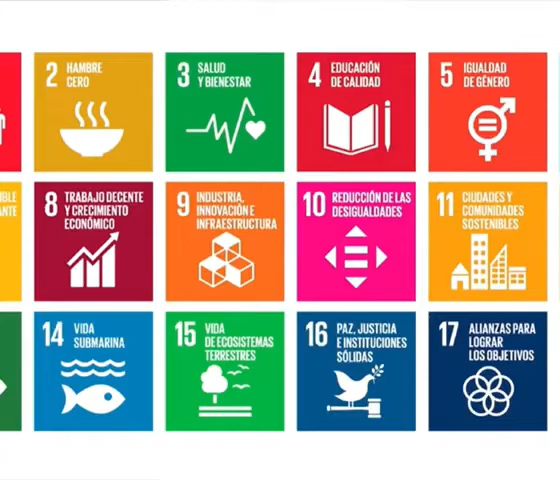 2 HAMBRE
CERO
3 SALUD
Y BIENESTAR
4 EDUCACIÓN
DE CALIDAD
5 IGUALDAD
DE GÉNERO
8 TRABAJO DECENTE
Y CRECIMIENTO
ECONÓMICO
9 INDUSTRIA,
INNOVACIÓN E
INFRAESTRUCTURA
10 REDUCCIÓN DE LAS
DESIGUALDADES
11 CIUDADES Y
COMUNIDADES
SOSTENIBLES
14 VIDA
SUBMARINA
15 VIDA
DE ECOSISTEMAS
TERRESTRES
16 PAZ, JUSTICIA
E INSTITUCIONES
SÓLIDAS
17 ALIANZAS PARA
LOGRAR
LOS OBJETIVOS